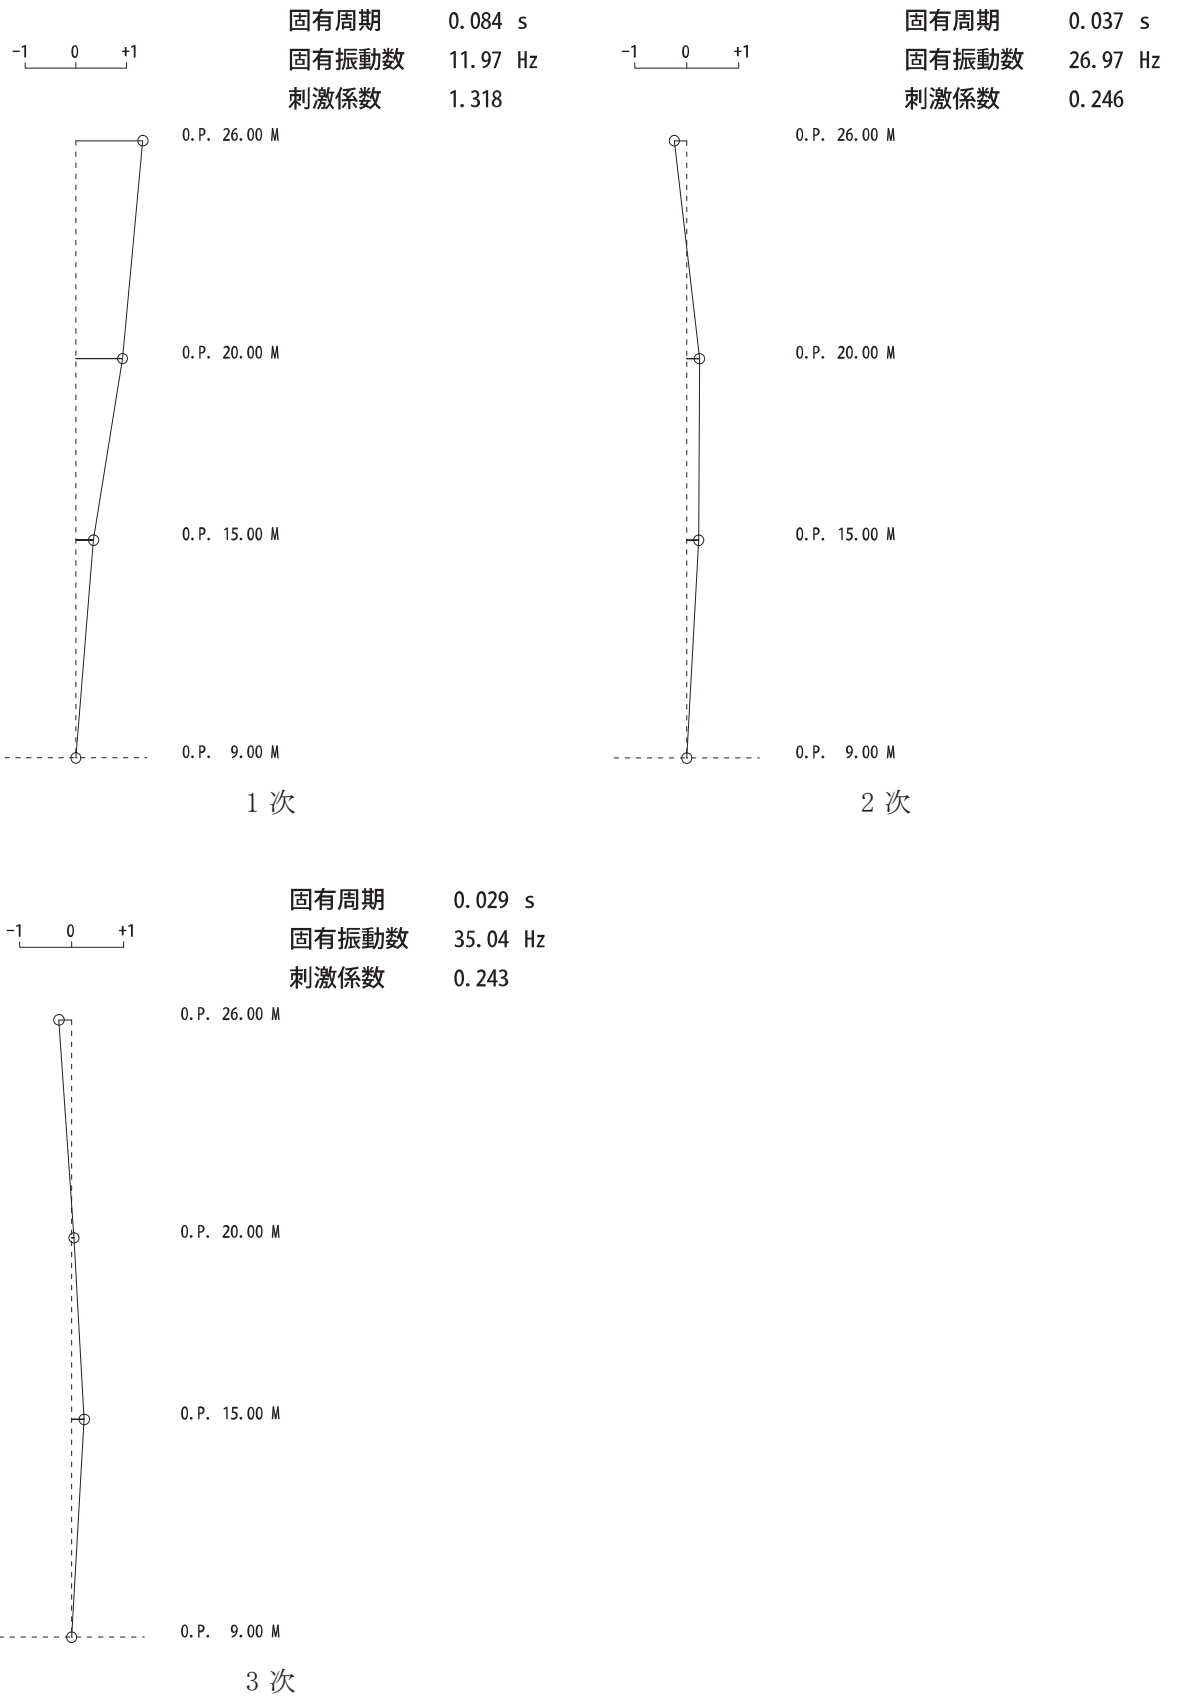 固有周期 0.084 s
固有振動数 11.97 Hz
刺激係数 1.318
-1 0 +1
O.P. 26.00 M
O.P. 20.00 M
O.P. 15.00 M
O.P. 9.00 M
1次
固有周期 0.037 s
固有振動数 26.97 Hz
刺激係数 0.246
-1 0 +1
O.P. 26.00 M
O.P. 20.00 M
O.P. 15.00 M
O.P. 9.00 M
2次
固有周期 0.029 s
固有振動数 35.04 Hz
刺激係数 0.243
-1 0 +1
O.P. 26.00 M
O.P. 20.00 M
O.P. 15.00 M
O.P. 9.00 M
3次